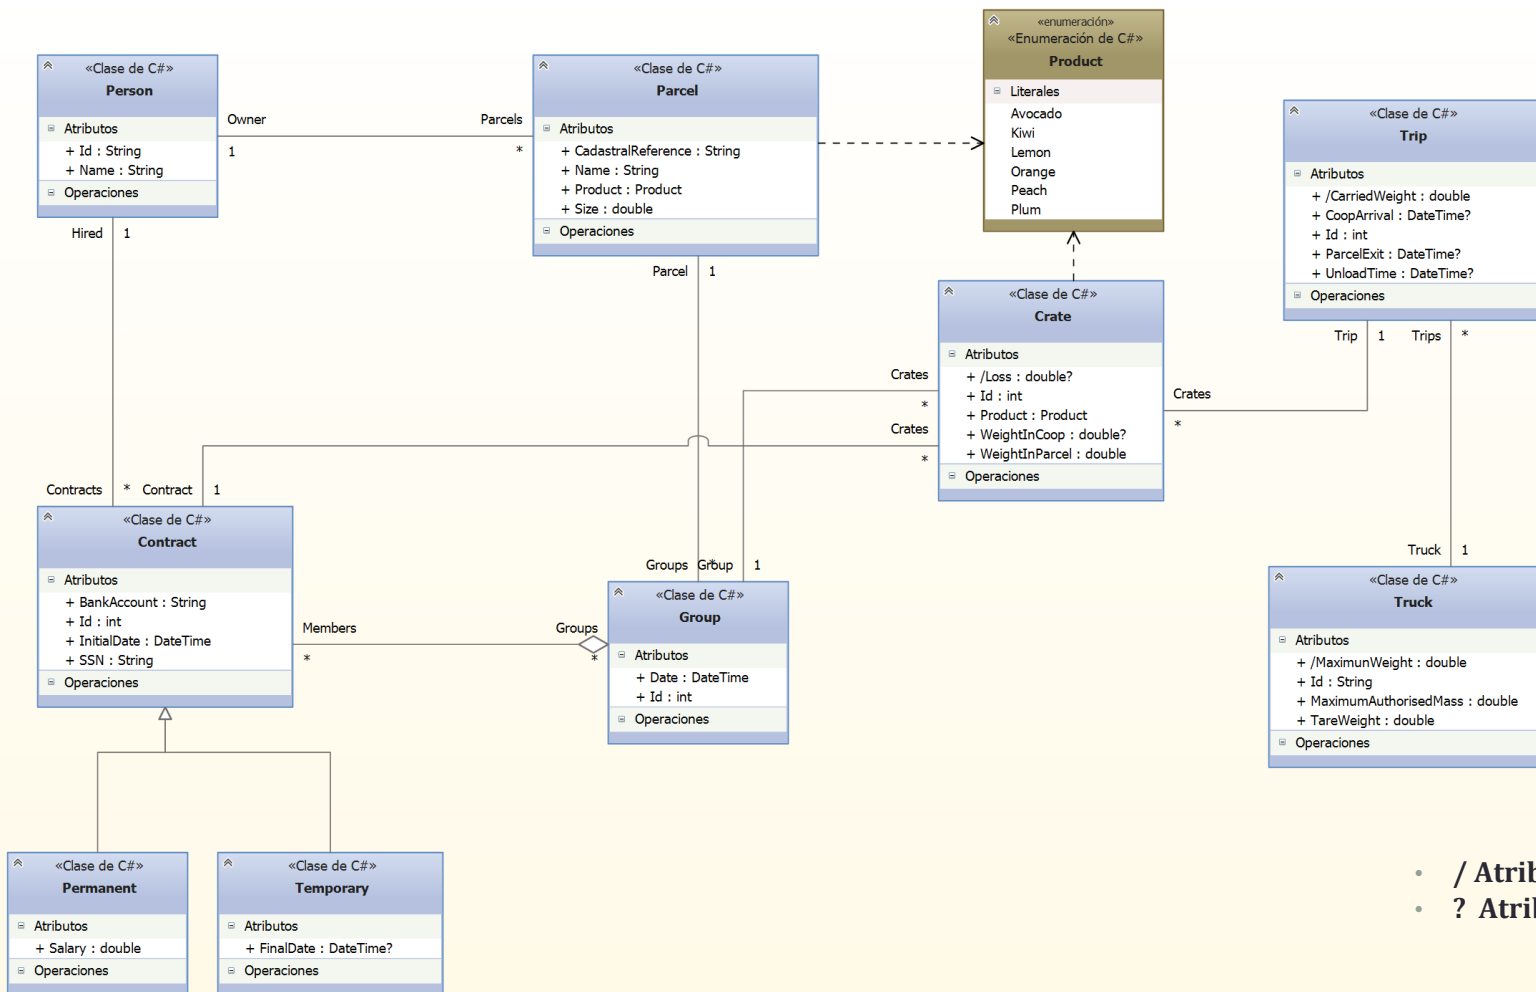 «enumeración»
«Enumeración de C#»
Product
Literales
Avocado
Kiwi
Lemon
Orange
Peach
Plum
«Clase de C#»
Person
Atributos
+ Id : String
+ Name : String
Operaciones
Owner
1
Parcels
*
«Clase de C#»
Parcel
Atributos
+ CadastralReference : String
+ Name : String
+ Product : Product
+ Size : double
Operaciones
«Clase de C#»
Trip
Atributos
+ /CarriedWeight : double
+ CoopArrival : DateTime?
+ Id : int
+ ParcelExit : DateTime?
+ UnloadTime : DateTime?
Operaciones
Hired 1
Parcel 1
«Clase de C#»
Crate
Atributos
+ /Loss : double?
+ Id : int
+ Product : Product
+ WeightInCoop : double?
+ WeightInParcel : double
Operaciones
Trip 1
Trips *
Crates
*
Crates
*
Crates
*
Contracts *
Contract 1
«Clase de C#»
Contract
Atributos
+ BankAccount : String
+ Id : int
+ InitialDate : DateTime
+ SSN : String
Operaciones
Members
*
Groups
*
Groups *
Group 1
«Clase de C#»
Group
Atributos
+ Date : DateTime
+ Id : int
Operaciones
Truck 1
«Clase de C#»
Truck
Atributos
+ /MaximunWeight : double
+ Id : String
+ MaximumAuthorisedMass : double
+ TareWeight : double
Operaciones
«Clase de C#»
Permanent
Atributos
+ Salary : double
Operaciones
«Clase de C#»
Temporary
Atributos
+ FinalDate : DateTime?
Operaciones
• /
• ?